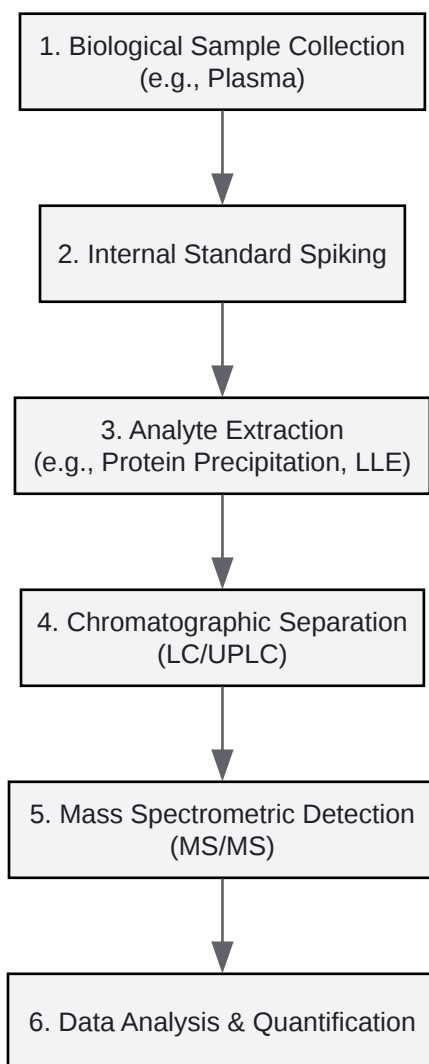 1. Biological Sample Collection
(e.g., Plasma)
2. Internal Standard Spiking
3. Analyte Extraction
(e.g., Protein Precipitation, LLE)
4. Chromatographic Separation
(LC/UPLC)
5. Mass Spectrometric Detection
(MS/MS)
6. Data Analysis & Quantification